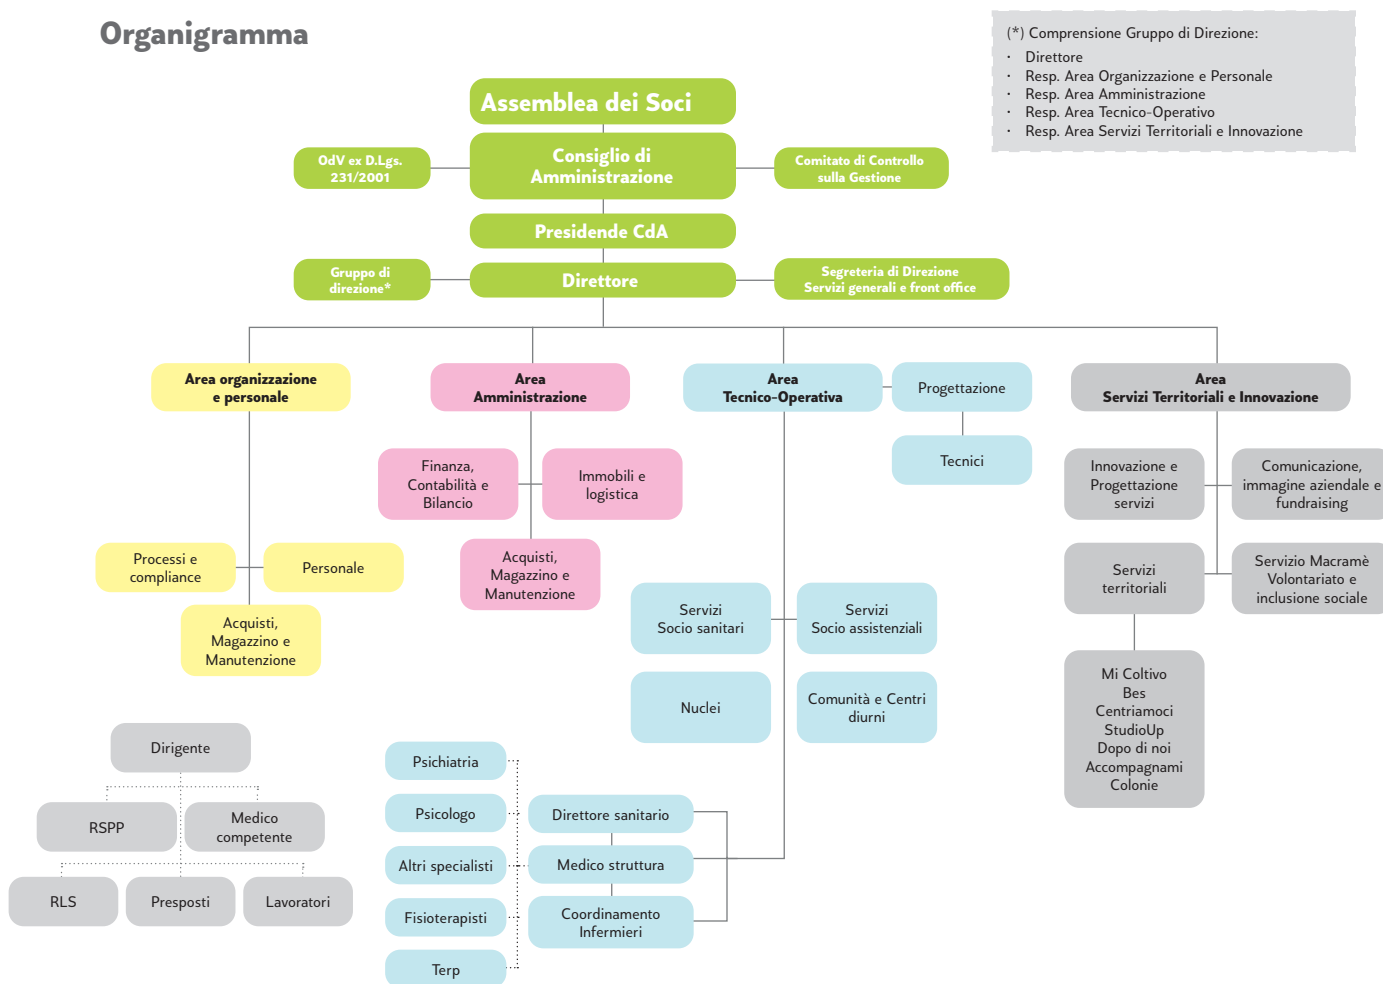 Organigramma
(*) Comprensione Gruppo di Direzione:
· Direttore
· Resp. Area Organizzazione e Personale
· Resp. Area Amministrazione
· Resp. Area Tecnico-Operativo
· Resp. Area Servizi Territoriali e Innovazione
Assemblea dei Soci
OdV ex D.Lgs.
231/2001
Consiglio di
Amministrazione
Comitato di Controllo
sulla Gestione
Presidende CdA
Gruppo di
direzione*
Direttore
Segreteria di Direzione
Servizi generali e front office
Area organizzazione
e personale
Area
Amministrazione
Area
Tecnico-Operativa
Progettazione
Tecnici
Area
Servizi Territoriali e Innovazione
Finanza,
Contabilità e
Bilancio
Immobili e
logistica
Acquisti,
Magazzino e
Manutenzione
Innovazione e
Progettazione
servizi
Comunicazione,
immagine aziendale e
fundraising
Processi e
compliance
Personale
Acquisti,
Magazzino e
Manutenzione
Servizi
territoriali
Servizio Macramè
Volontariato e
inclusione sociale
Servizi
Socio sanitari
Servizi
Socio assistenziali
Nuclei
Comunità e Centri
diurni
Mi Coltivo
Bes
Centriamoci
StudioUp
Dopo di noi
Accompagnami
Colonie
Dirigente
RSPP
Medico
competente
RLS
Presposti
Lavoratori
Psichiatria
Psicologo
Altri specialisti
Fisioterapisti
Terp
Direttore sanitario
Medico struttura
Coordinamento
Infermieri